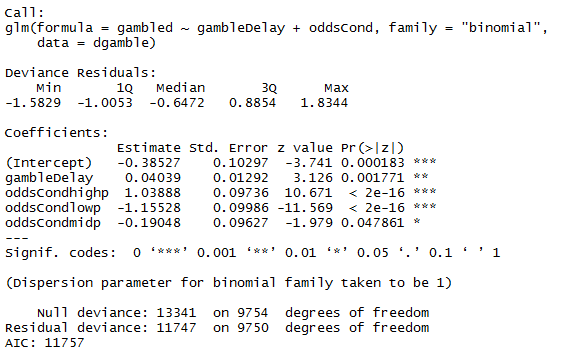 Call:
glm(formula = gambled ~ gambleDelay + oddsCond, family = "binomial",
    data = dgamble)

Deviance Residuals:
    Min       1Q   Median       3Q      Max
-1.5829  -1.0053  -0.6472   0.8854   1.8344

Coefficients:
              Estimate Std. Error z value Pr(>|z|)
(Intercept)   -0.38527    0.10297  -3.741 0.000183 ***
gambleDelay    0.04039    0.01292   3.126 0.001771 **
oddsCondhighp  1.03888    0.09736  10.671  < 2e-16 ***
oddsCondlowp  -1.15528    0.09986 -11.569  < 2e-16 ***
oddsCondmidp  -0.19048    0.09627  -1.979 0.047861 *
---
Signif. codes:  0 ‘***’ 0.001 ‘**’ 0.01 ‘*’ 0.05 ‘.’ 0.1 ‘ ’ 1

(Dispersion parameter for binomial family taken to be 1)

    Null deviance: 13341  on 9754  degrees of freedom
Residual deviance: 11747  on 9750  degrees of freedom
AIC: 11757